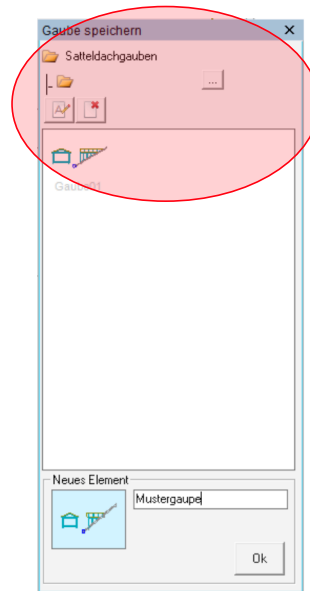 Gaube speichern
Satteldachgauben
...
Gaube01
Neues Element
Mustergaupe
Ok